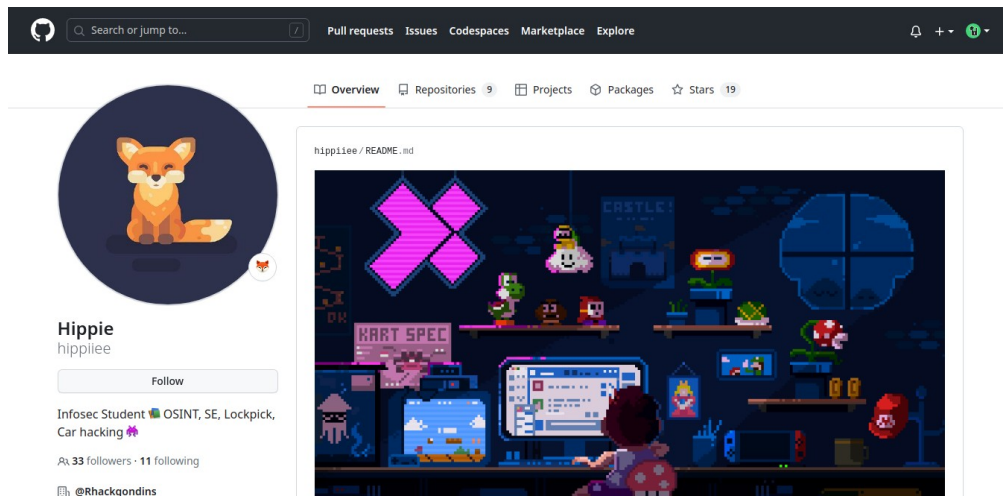 Search or jump to...
/
Pull requests Issues Codespaces Marketplace Explore
Overview Repositories 9 Projects Packages Stars 19
hippiiee / README.md
CASTLE!
DK
KART SPEC
Hippie
hippiiee
Follow
Infosec Student OSINT, SE, Lockpick,
Car hacking
33 followers · 11 following
@Rhackgondins